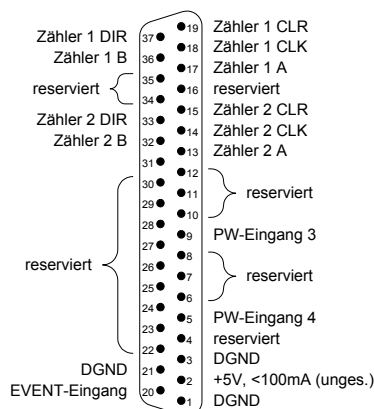 19 Zähler 1 CLR
Zähler 1 DIR 37
18 Zähler 1 CLK
Zähler 1 B 36
17 Zähler 1 A
35
reserviert
16 reserviert
34
15 Zähler 2 CLR
Zähler 2 DIR 33
14 Zähler 2 CLK
Zähler 2 B 32
13 Zähler 2 A
31
12
30
11 reserviert
29
10
28
9 PW-Eingang 3
27
8
reserviert 26
7 reserviert
25
6
24
5 PW-Eingang 4
23
4 reserviert
22
3 DGND
DGND 21
2 +5V, <100mA (unges.)
EVENT-Eingang 20
1 DGND